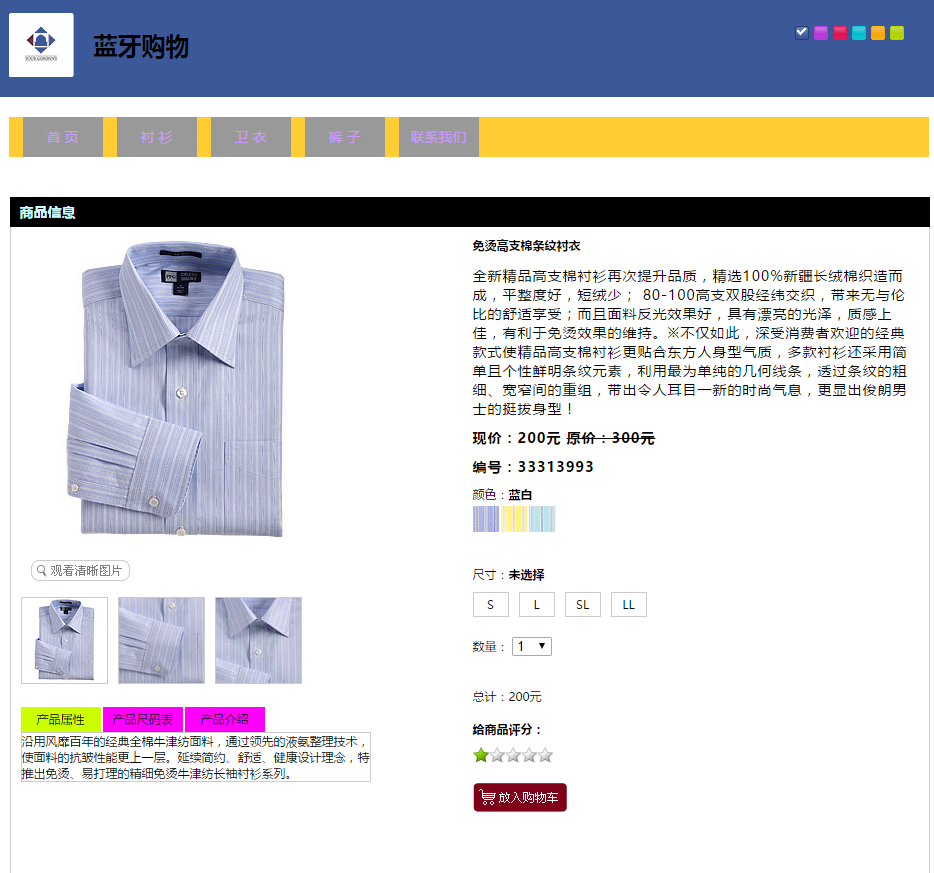 YOUR COMPANY
蓝牙购物
首 页
衬 衫
卫 衣
裤 子
联系我们
商品信息
免烫高支棉条纹衬衣
全新精品高支棉衬衫再次提升品质，精选100%新疆长绒棉织造而
成，平整度好，短绒少； 80-100高支双股经纬交织，带来无与伦
比的舒适享受；而且面料反光效果好，具有漂亮的光泽，质感上
佳，有利于免烫效果的维持。※不仅如此，深受消费者欢迎的经典
款式使精品高支棉衬衫更贴合东方人身型气质，多款衬衫还采用简
单且个性鲜明条纹元素，利用最为单纯的几何线条，透过条纹的粗
细、宽窄间的重组，带出令人耳目一新的时尚气息，更显出俊朗男
士的挺拔身型！
现价：200元 原价：300元
编号：33313993
颜色：蓝白
观看清晰图片
尺寸：未选择
S L SL LL
数量： 1
总计：200元
给商品评分：
放入购物车
产品属性
产品尺码表
产品介绍
沿用风靡百年的经典全棉牛津纺面料，通过领先的液氨整理技术，
使面料的抗皱性能更上一层。延续简约、舒适、健康设计理念，特
推出免烫、易打理的精细免烫牛津纺长袖衬衫系列。